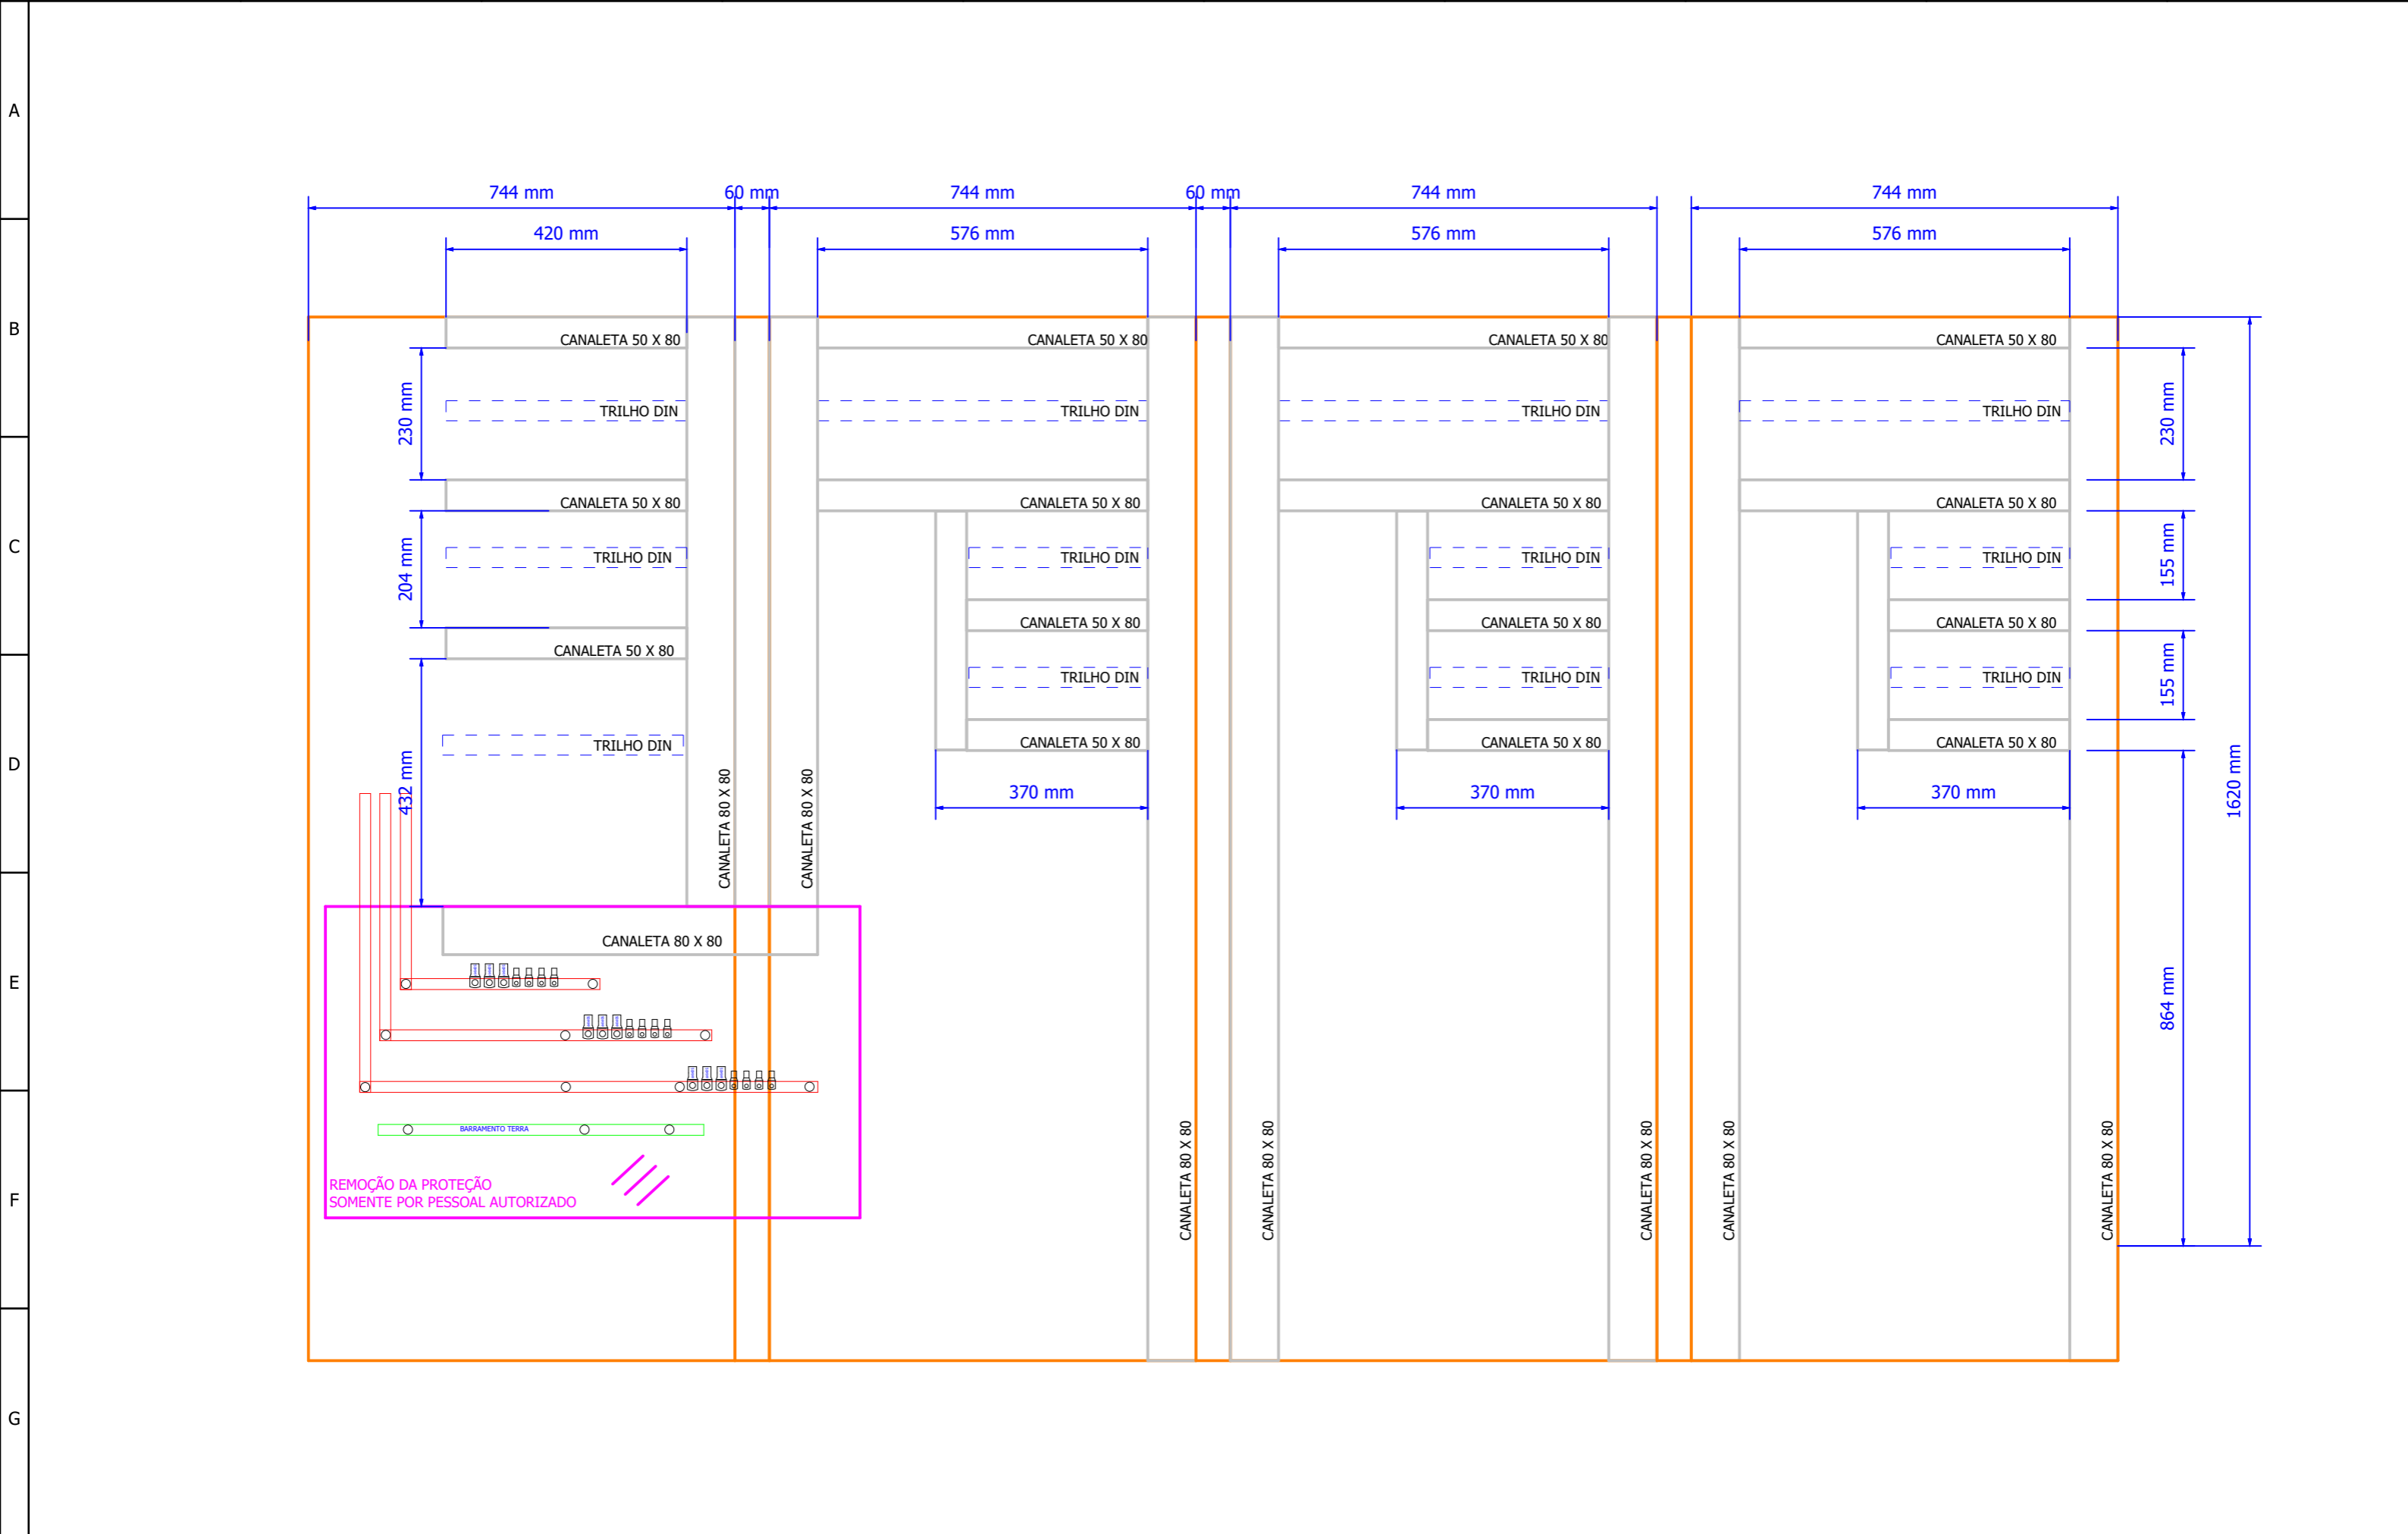 A
B
C
D
E
F
G
744 mm
60 mm
744 mm
60 mm
744 mm
744 mm
420 mm
576 mm
576 mm
576 mm
CANALETA 50 X 80
CANALETA 50 X 80
CANALETA 50 X 80
CANALETA 50 X 80
230 mm
TRILHO DIN
TRILHO DIN
TRILHO DIN
TRILHO DIN
230 mm
CANALETA 50 X 80
CANALETA 50 X 80
CANALETA 50 X 80
CANALETA 50 X 80
204 mm
TRILHO DIN
TRILHO DIN
TRILHO DIN
TRILHO DIN
155 mm
CANALETA 50 X 80
CANALETA 50 X 80
CANALETA 50 X 80
CANALETA 50 X 80
TRILHO DIN
TRILHO DIN
TRILHO DIN
155 mm
TRILHO DIN
CANALETA 50 X 80
CANALETA 50 X 80
CANALETA 50 X 80
432 mm
370 mm
370 mm
370 mm
1620 mm
CANALETA 80 X 80
CANALETA 80 X 80
CANALETA 80 X 80
864 mm
BARRAMENTO TERRA
CANALETA 80 X 80
CANALETA 80 X 80
CANALETA 80 X 80
CANALETA 80 X 80
CANALETA 80 X 80
REMOÇÃO DA PROTEÇÃO
SOMENTE POR PESSOAL AUTORIZADO